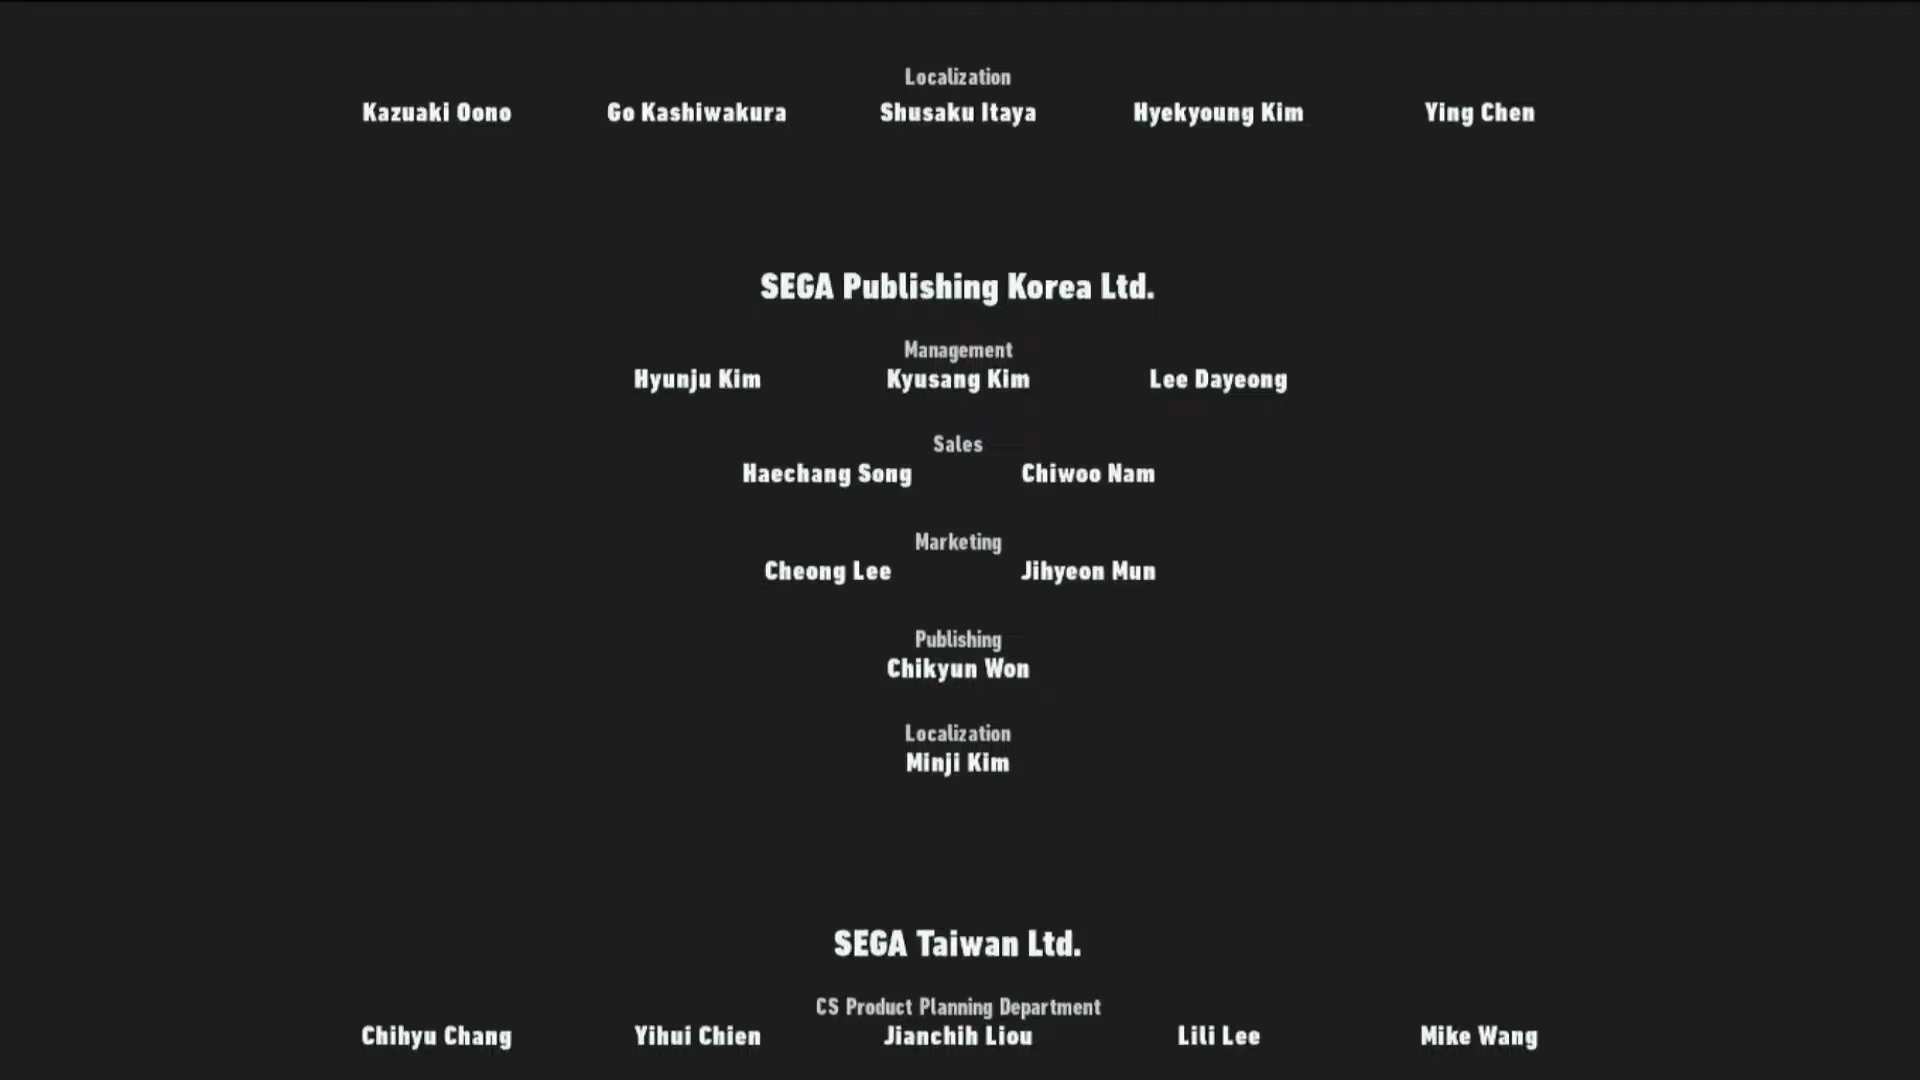 Localization
Kazuaki Oono Go Kashiwakura Shusaku Itaya Hyekyoung Kim Ying Chen
SEGA Publishing Korea Ltd.
Management
Hyunju Kim Kyusang Kim Lee Dayeong
Sales
Haechang Song Chiwoo Nam
Marketing
Cheong Lee Jihyeon Mun
Publishing
Chikyun Won
Localization
Minji Kim
SEGA Taiwan Ltd.
CS Product Planning Department
Chihyu Chang Yihui Chien Jianchih Liou Lili Lee Mike Wang